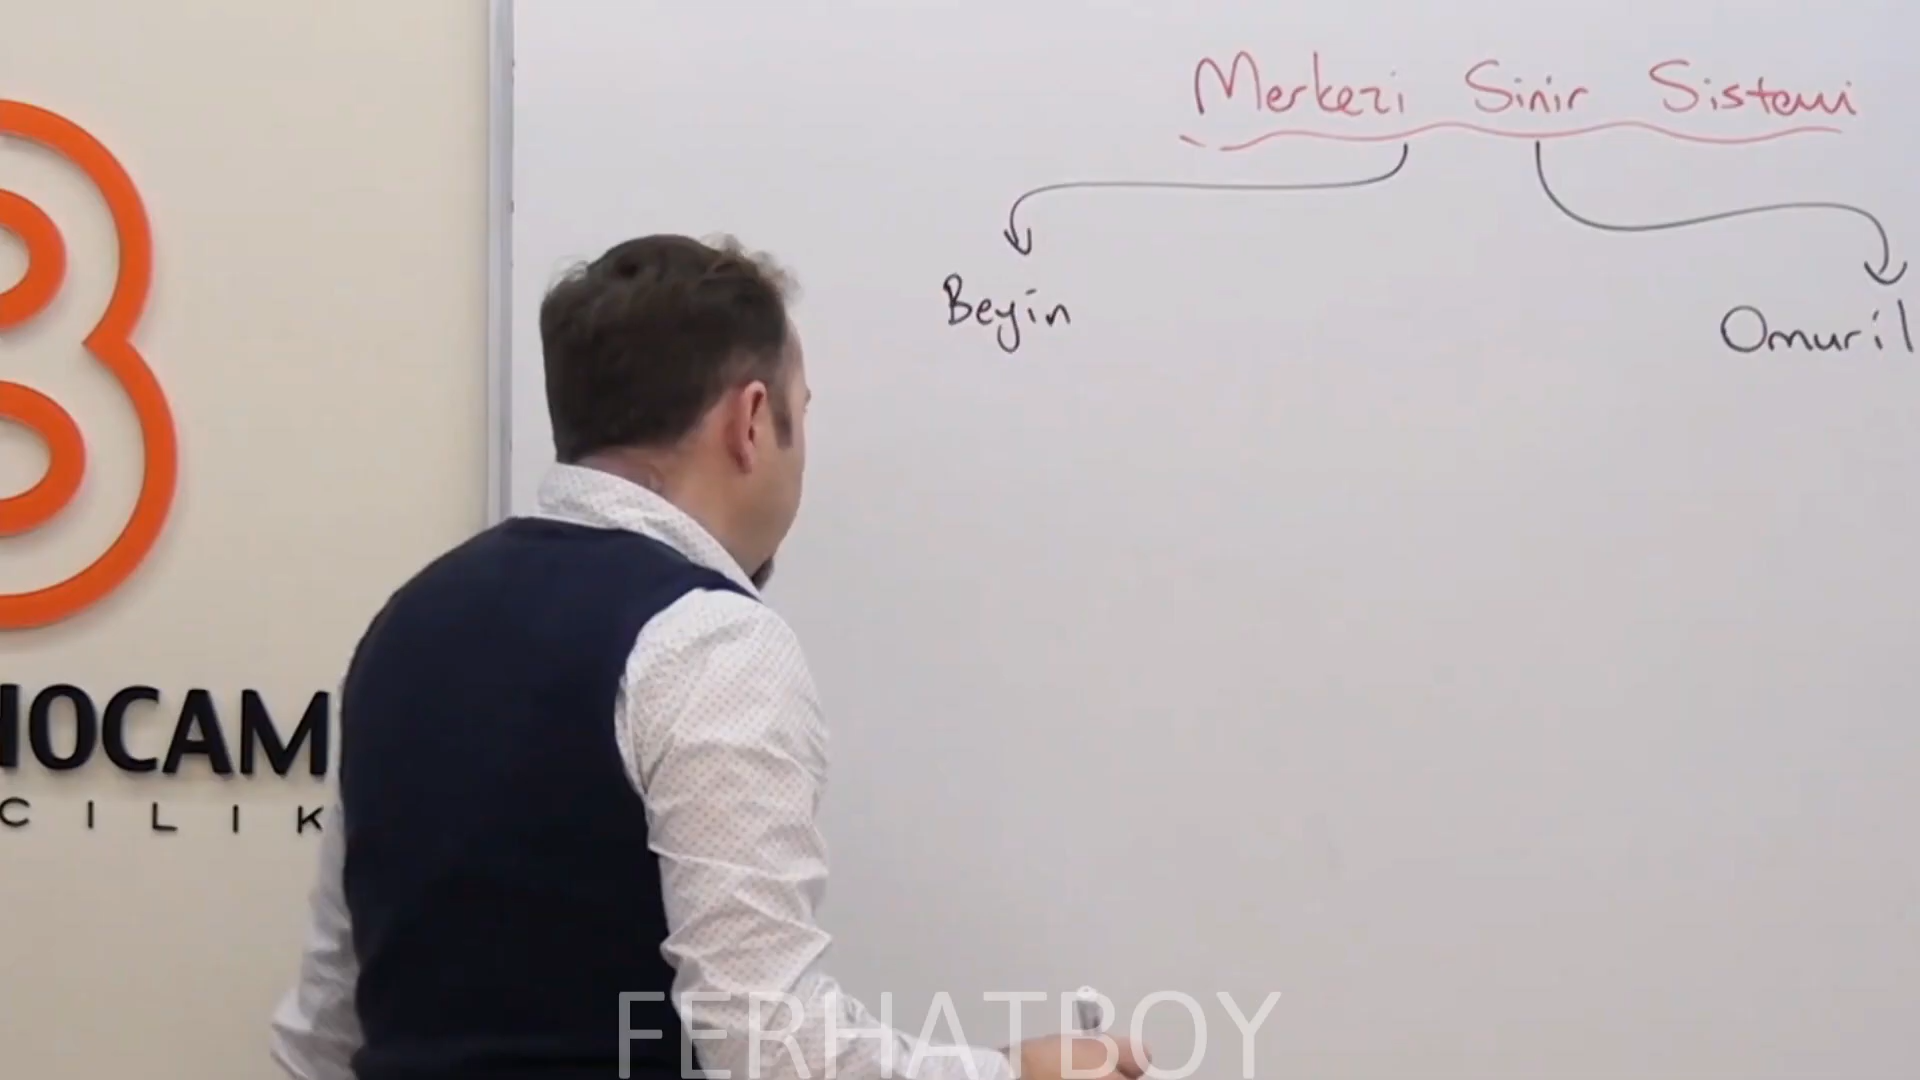 Merkezi Sinir Sistemi
Beyin
Omuril
HOCAM
CILIK
FERHATBOY